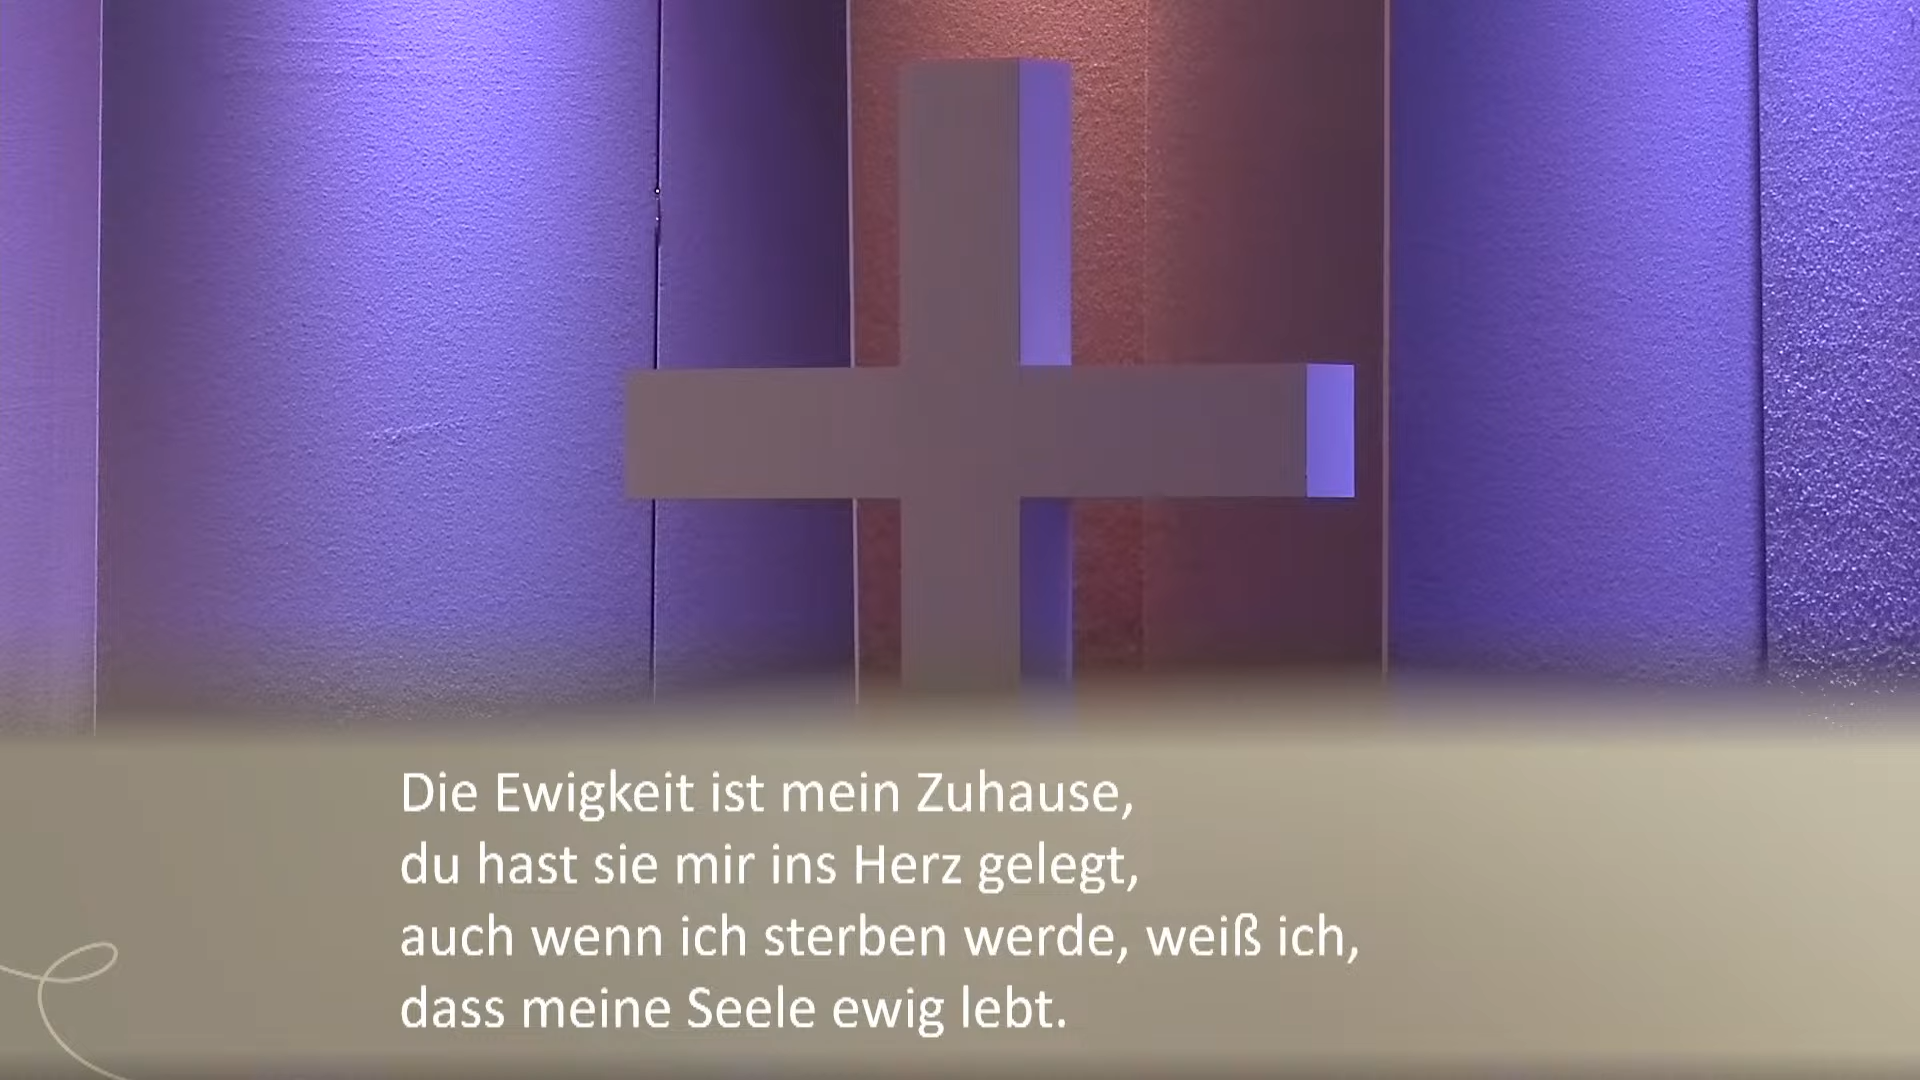 Die Ewigkeit ist mein Zuhause,
du hast sie mir ins Herz gelegt,
auch wenn ich sterben werde, weiß ich,
dass meine Seele ewig lebt.